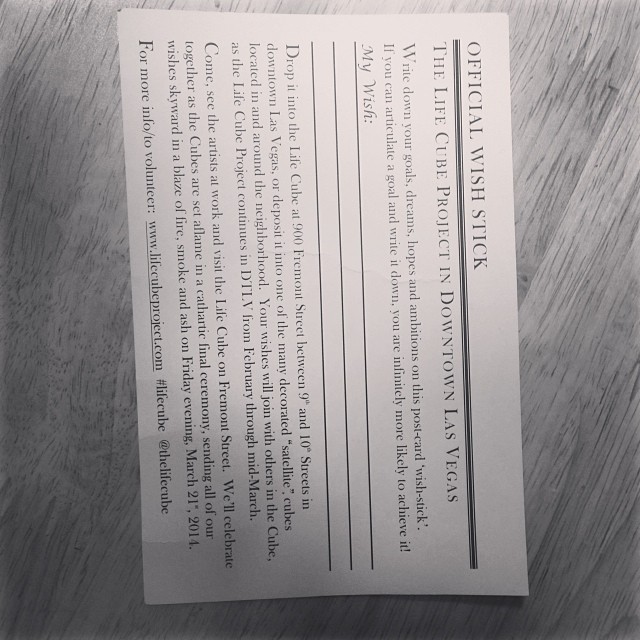 OFFICIAL WISH STICK
THE LIFE CUBE PROJECT IN DOWNTOWN LAS VEGAS
Write down your goals, dreams, hopes and ambitions on this post-card 'wish-stick'.
If you can articulate a goal and write it down, you are infinitely more likely to achieve it!
My Wish:
Drop it into the Life Cube at 900 Fremont Street between 9th and 10th Streets in
downtown Las Vegas, or deposit it into one of the many decorated "satellite", cubes
located in and around the neighborhood. Your wishes will join with others in the Cube,
as the Life Cube Project continues in DTLV from February through mid-March.
Come, see the artists at work and visit the Life Cube on Fremont Street. We'll celebrate
together as the Cubes are set aflame in a cathartic final ceremony, sending all of our
wishes skyward in a blaze of fire, smoke and ash on Friday evening, March 21st, 2014.
For more info/to volunteer: www.lifecubeproject.com #lifecube @thelifecube